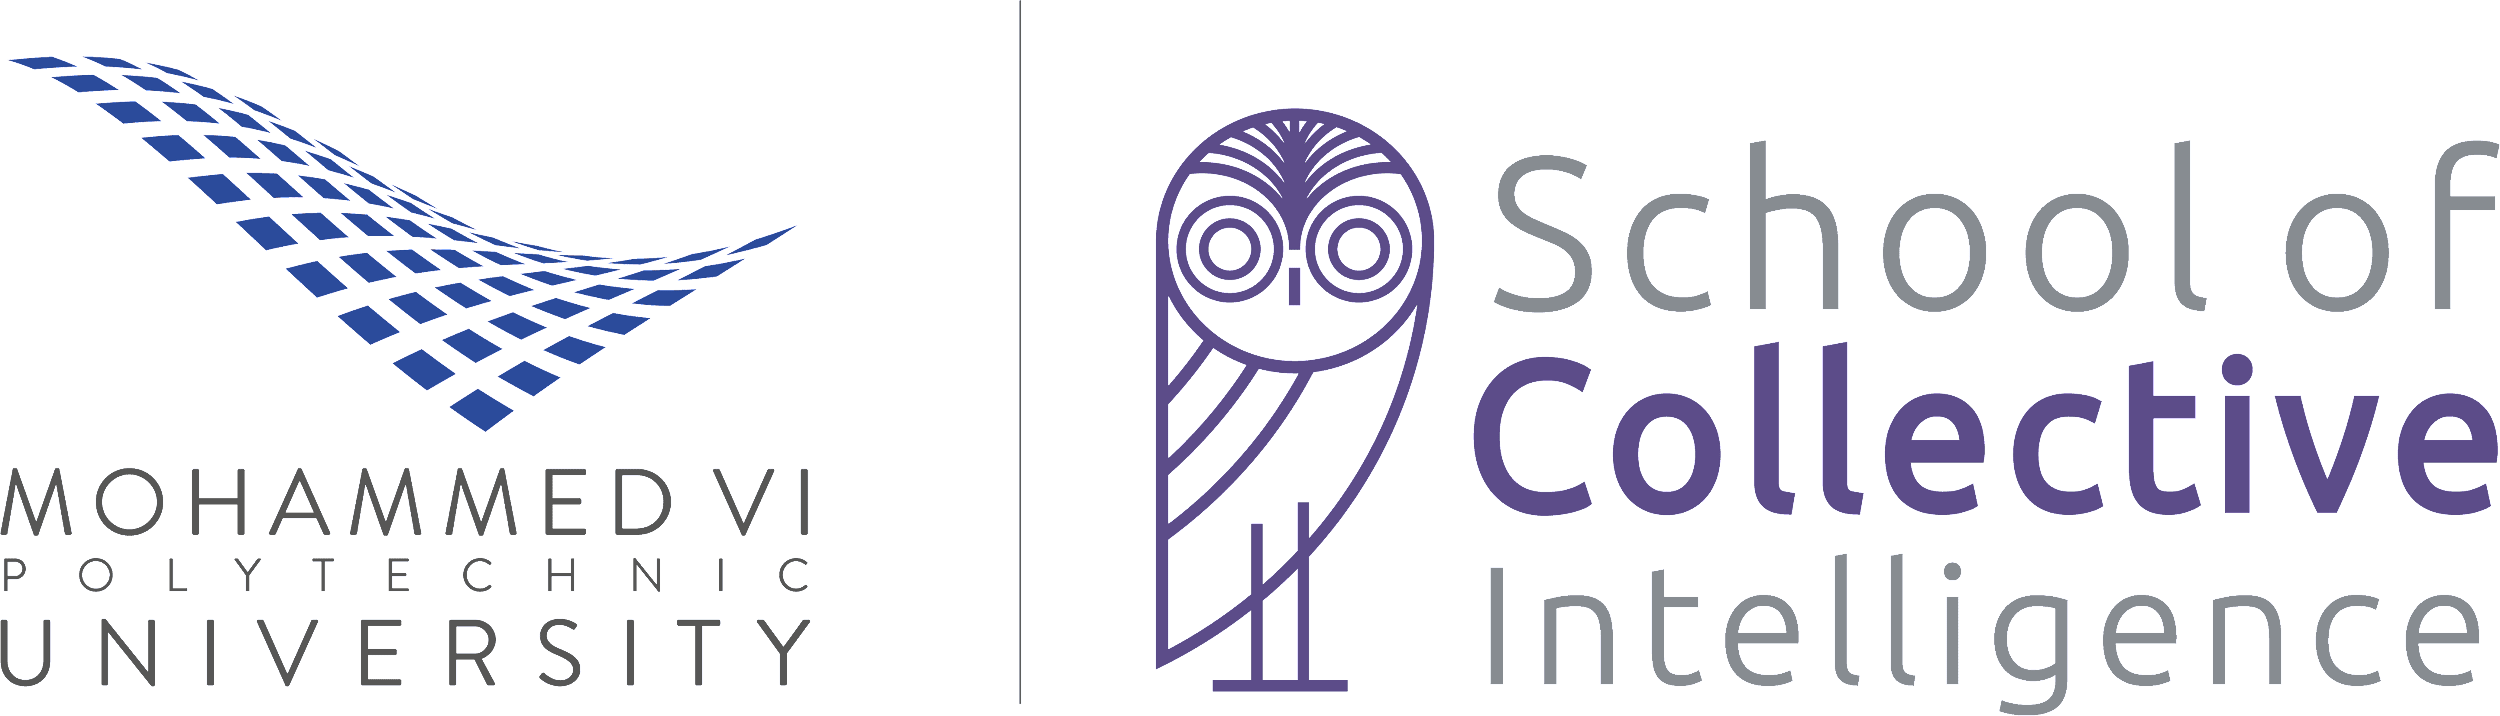 MOHAMMED VI
POLYTECHNIC
UNIVERSITY
School of
Collective
Intelligence